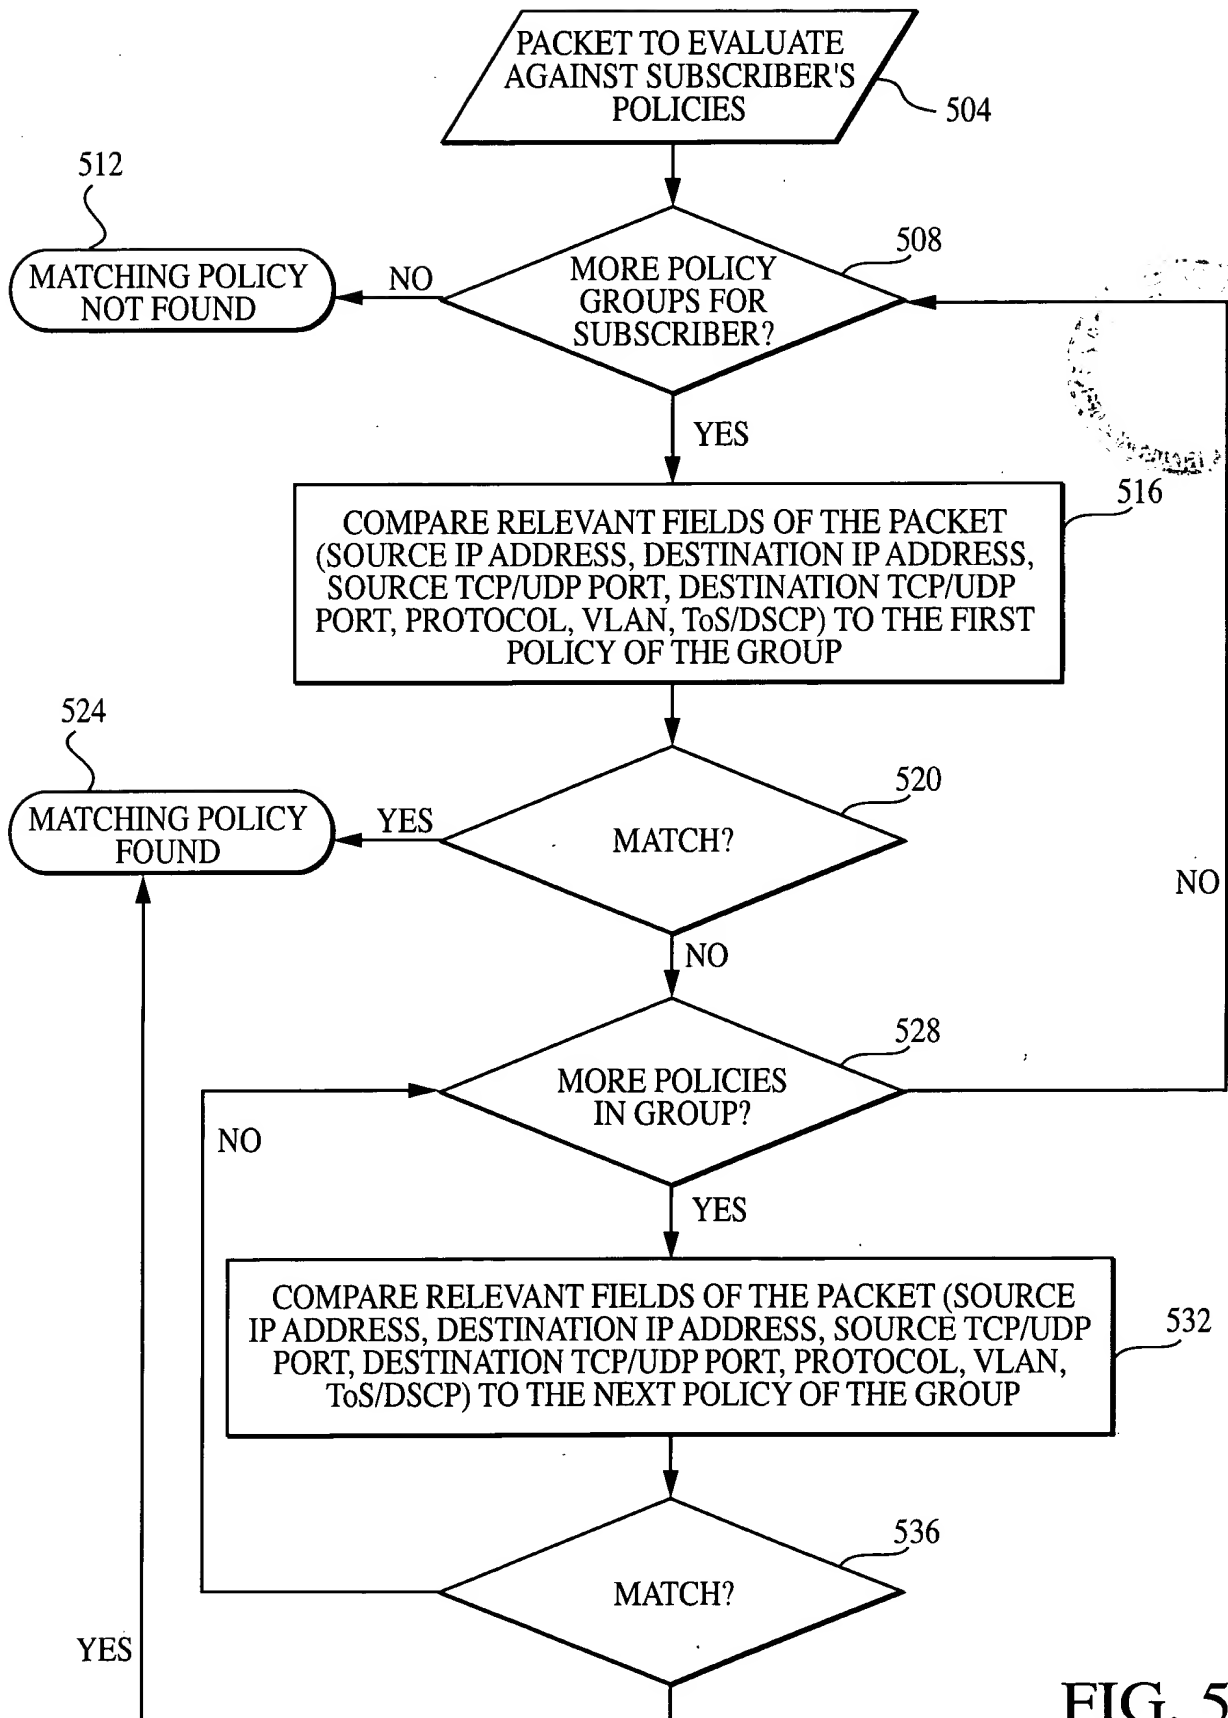 PACKET TO EVALUATE
AGAINST SUBSCRIBER'S
POLICIES
504
512
MATCHING POLICY
NOT FOUND
NO
508
MORE POLICY
GROUPS FOR
SUBSCRIBER?
YES
516
COMPARE RELEVANT FIELDS OF THE PACKET
(SOURCE IP ADDRESS, DESTINATION IP ADDRESS,
SOURCE TCP/UDP PORT, DESTINATION TCP/UDP
PORT, PROTOCOL, VLAN, ToS/DSCP) TO THE FIRST
POLICY OF THE GROUP
524
MATCHING POLICY
FOUND
YES
520
MATCH?
NO
NO
528
MORE POLICIES
IN GROUP?
NO
YES
COMPARE RELEVANT FIELDS OF THE PACKET (SOURCE
IP ADDRESS, DESTINATION IP ADDRESS, SOURCE TCP/UDP
PORT, DESTINATION TCP/UDP PORT, PROTOCOL, VLAN,
ToS/DSCP) TO THE NEXT POLICY OF THE GROUP
532
536
MATCH?
YES
FIG. 5